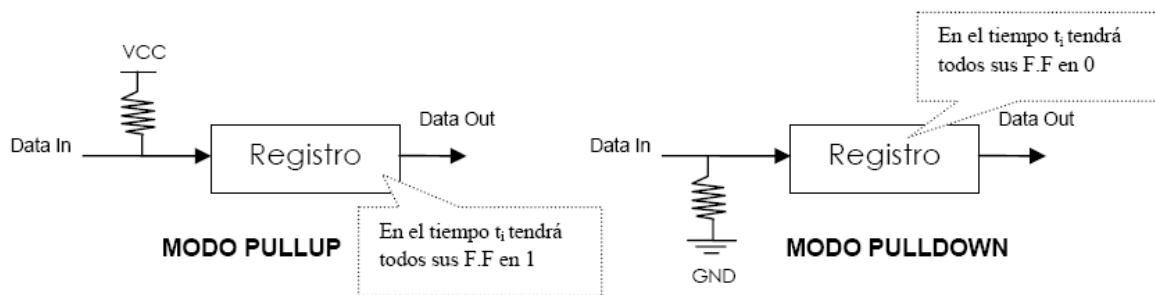 VCC
Data In
Registro
Data Out
En el tiempo ti tendrá
todos sus F.F en 1
MODO PULLUP
En el tiempo ti tendrá
todos sus F.F en 0
Data In
Registro
Data Out
GND
MODO PULLDOWN